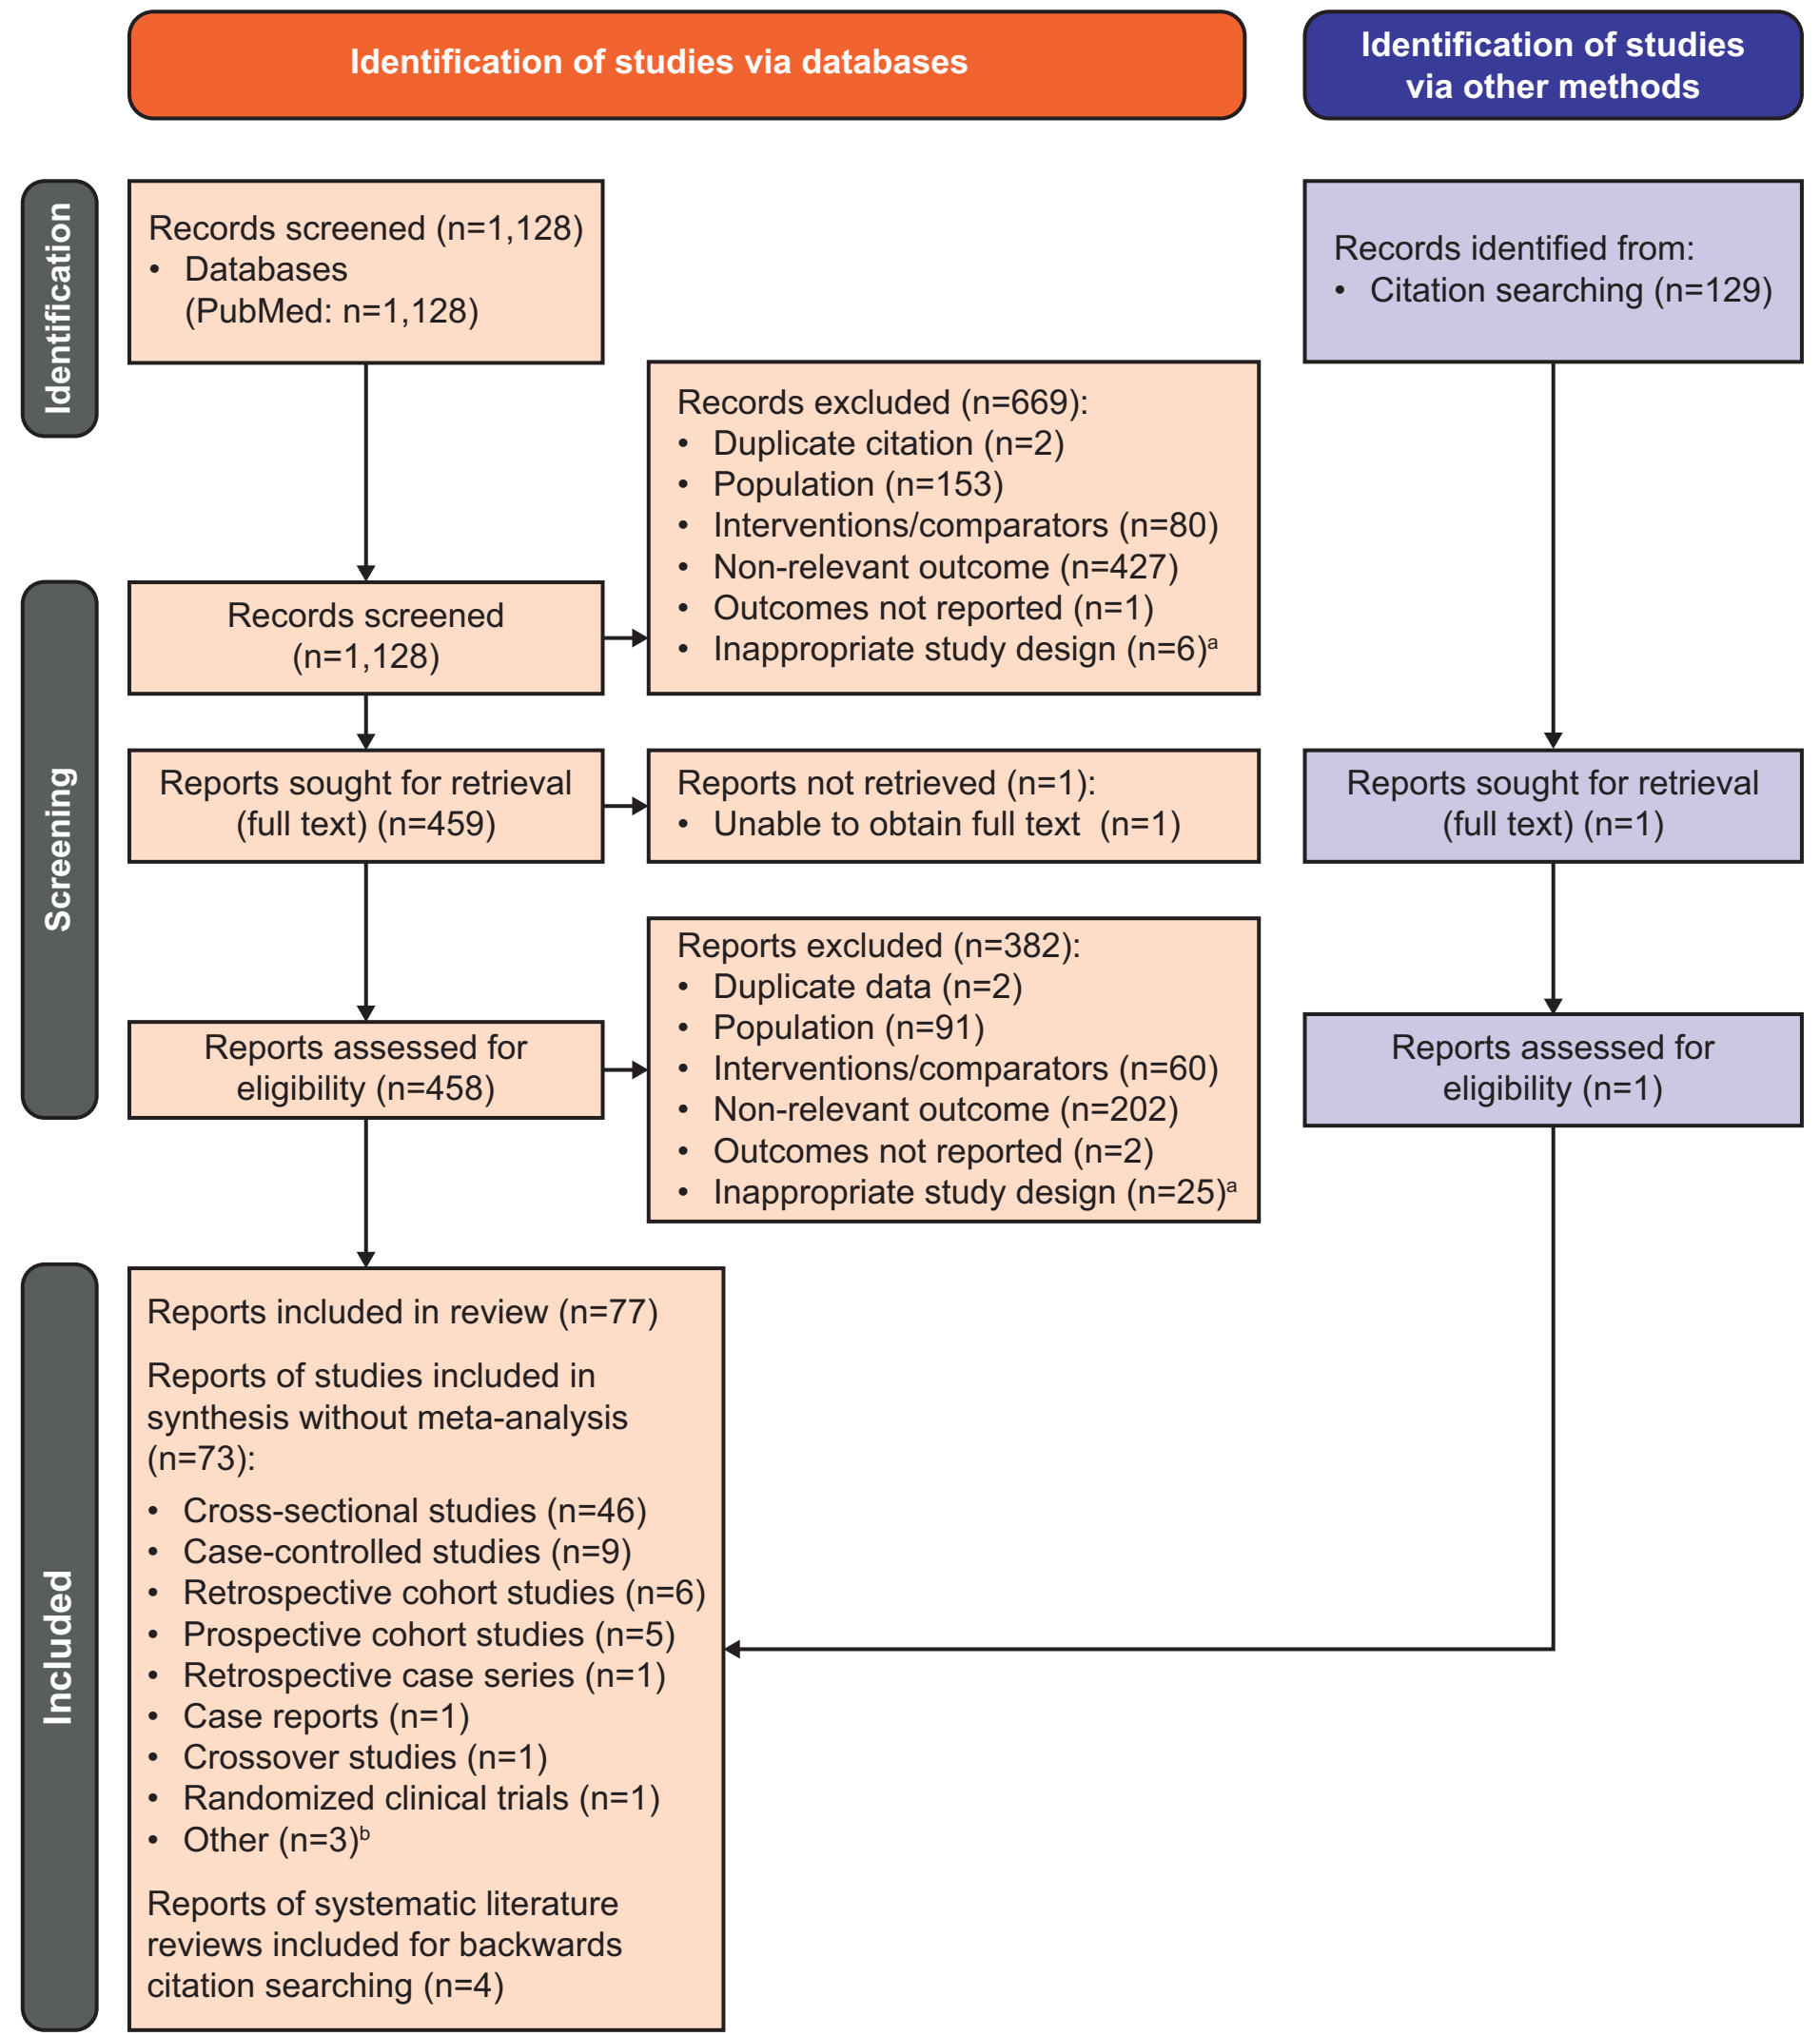 Identification of studies via databases
Identification of studies
via other methods
Identification
Records screened (n=1,128)
• Databases
(PubMed: n=1,128)
Records identified from:
• Citation searching (n=129)
Records excluded (n=669):
• Duplicate citation (n=2)
• Population (n=153)
• Interventions/comparators (n=80)
• Non-relevant outcome (n=427)
• Outcomes not reported (n=1)
• Inappropriate study design (n=6)ᵃ
Screening
Records screened
(n=1,128)
Reports sought for retrieval
(full text) (n=459)
Reports not retrieved (n=1):
• Unable to obtain full text (n=1)
Reports sought for retrieval
(full text) (n=1)
Reports excluded (n=382):
• Duplicate data (n=2)
• Population (n=91)
• Interventions/comparators (n=60)
• Non-relevant outcome (n=202)
• Outcomes not reported (n=2)
• Inappropriate study design (n=25)ᵃ
Reports assessed for
eligibility (n=458)
Reports assessed for
eligibility (n=1)
Included
Reports included in review (n=77)
Reports of studies included in
synthesis without meta-analysis
(n=73):
• Cross-sectional studies (n=46)
• Case-controlled studies (n=9)
• Retrospective cohort studies (n=6)
• Prospective cohort studies (n=5)
• Retrospective case series (n=1)
• Case reports (n=1)
• Crossover studies (n=1)
• Randomized clinical trials (n=1)
• Other (n=3)ᵇ
Reports of systematic literature
reviews included for backwards
citation searching (n=4)